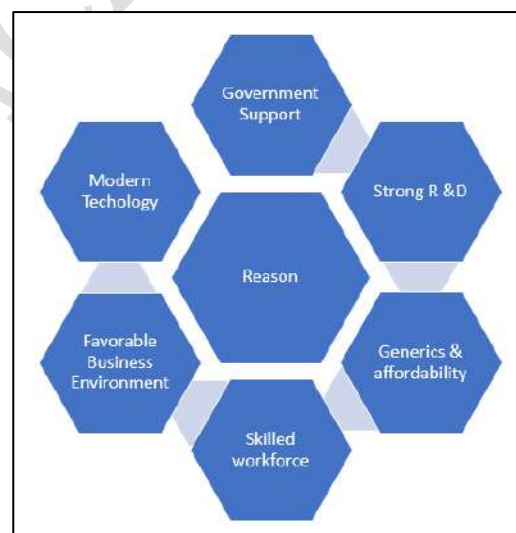 Government
Support
Strong R &D
Generics &
affordability
Skilled
workforce
Favorable
Business
Environment
Modern
Techology
Reason